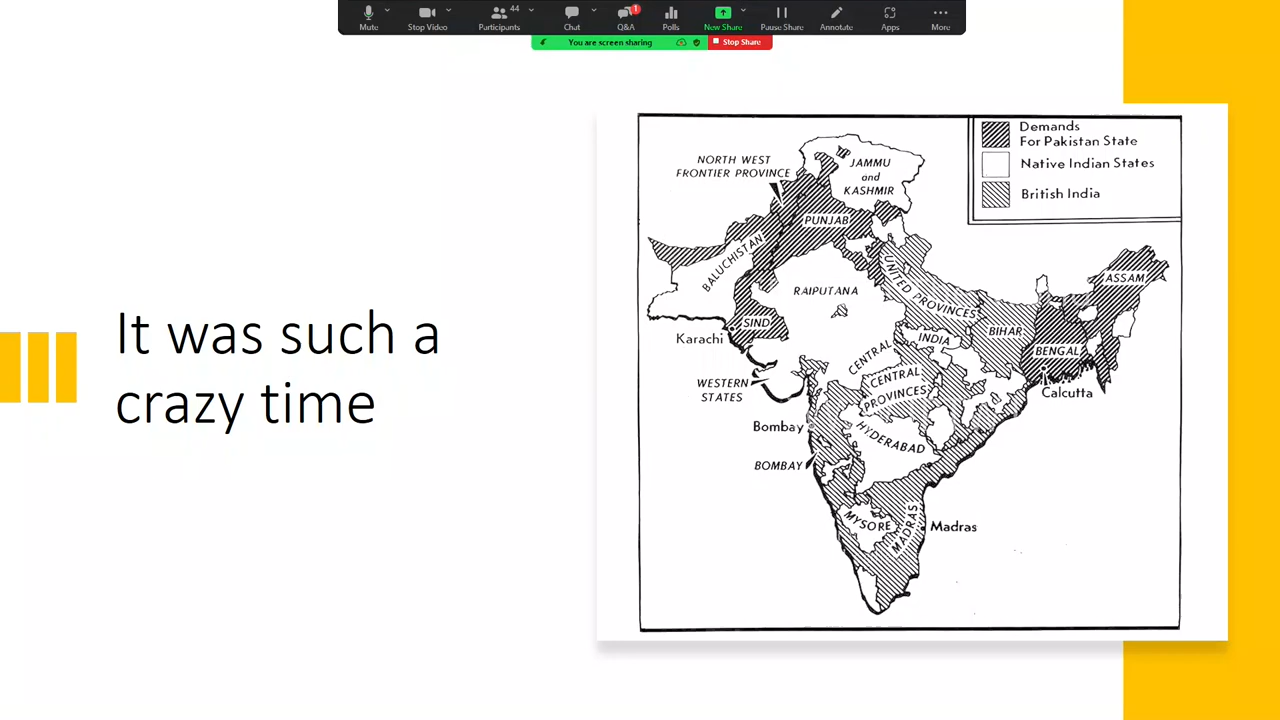 Mute
Stop Video
Participants
44
Chat
Q&A
1
Polls
New Share
Pause Share
Annotate
Apps
More
You are screen sharing
Stop Share
It was such a
crazy time
Demands
For Pakistan State
Native Indian States
British India
NORTH WEST
FRONTIER PROVINCE
JAMMU
and
KASHMIR
PUNJAB
BALUCHISTAN
UNITED PROVINCES
RAIPUTANA
ASSAM
SIND
Karachi
BIHAR
CENTRAL
INDIA
BENGAL
Calcutta
WESTERN
STATES
CENTRAL
PROVINCES
Bombay
HYDERABAD
BOMBAY
MYSORE
MADRAS
Madras